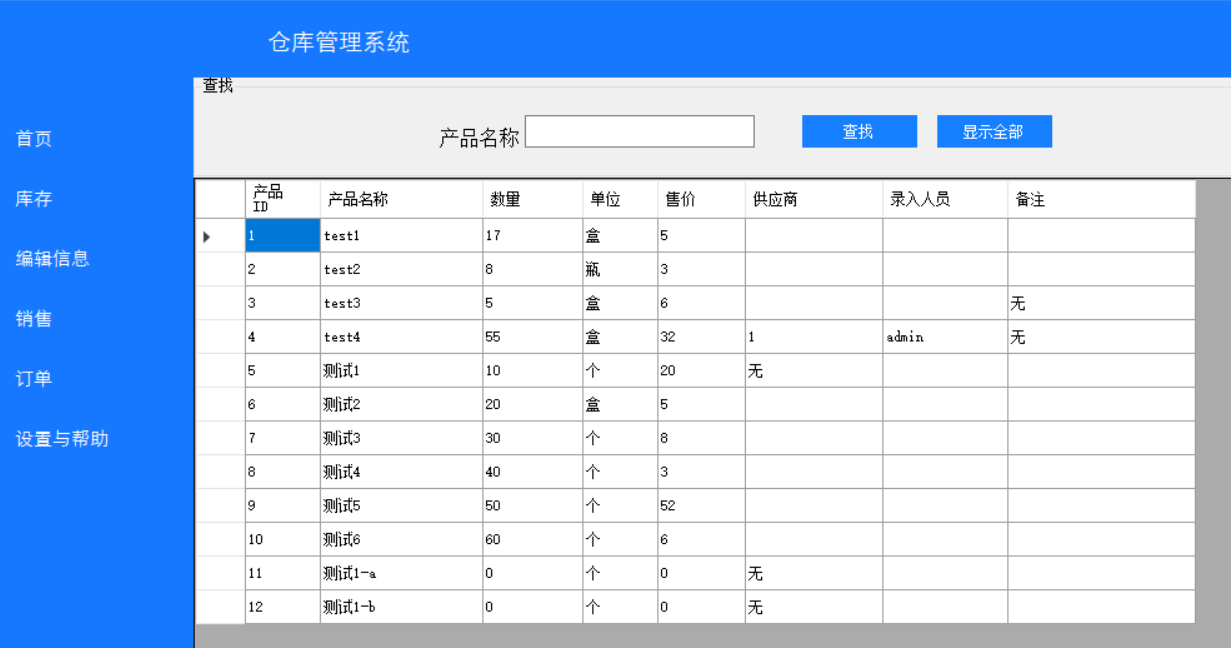 仓库管理系统
查找
首页
库存
编辑信息
销售
订单
设置与帮助
产品名称 查找 显示全部
产品ID 产品名称 数量 单位 售价 供应商 录入人员 备注
1 test1 17 盒 5
2 test2 8 瓶 3
3 test3 5 盒 6 无
4 test4 55 盒 32 1 admin 无
5 测试1 10 个 20 无
6 测试2 20 盒 5
7 测试3 30 个 8
8 测试4 40 个 3
9 测试5 50 个 52
10 测试6 60 个 6
11 测试1-a 0 个 0 无
12 测试1-b 0 个 0 无